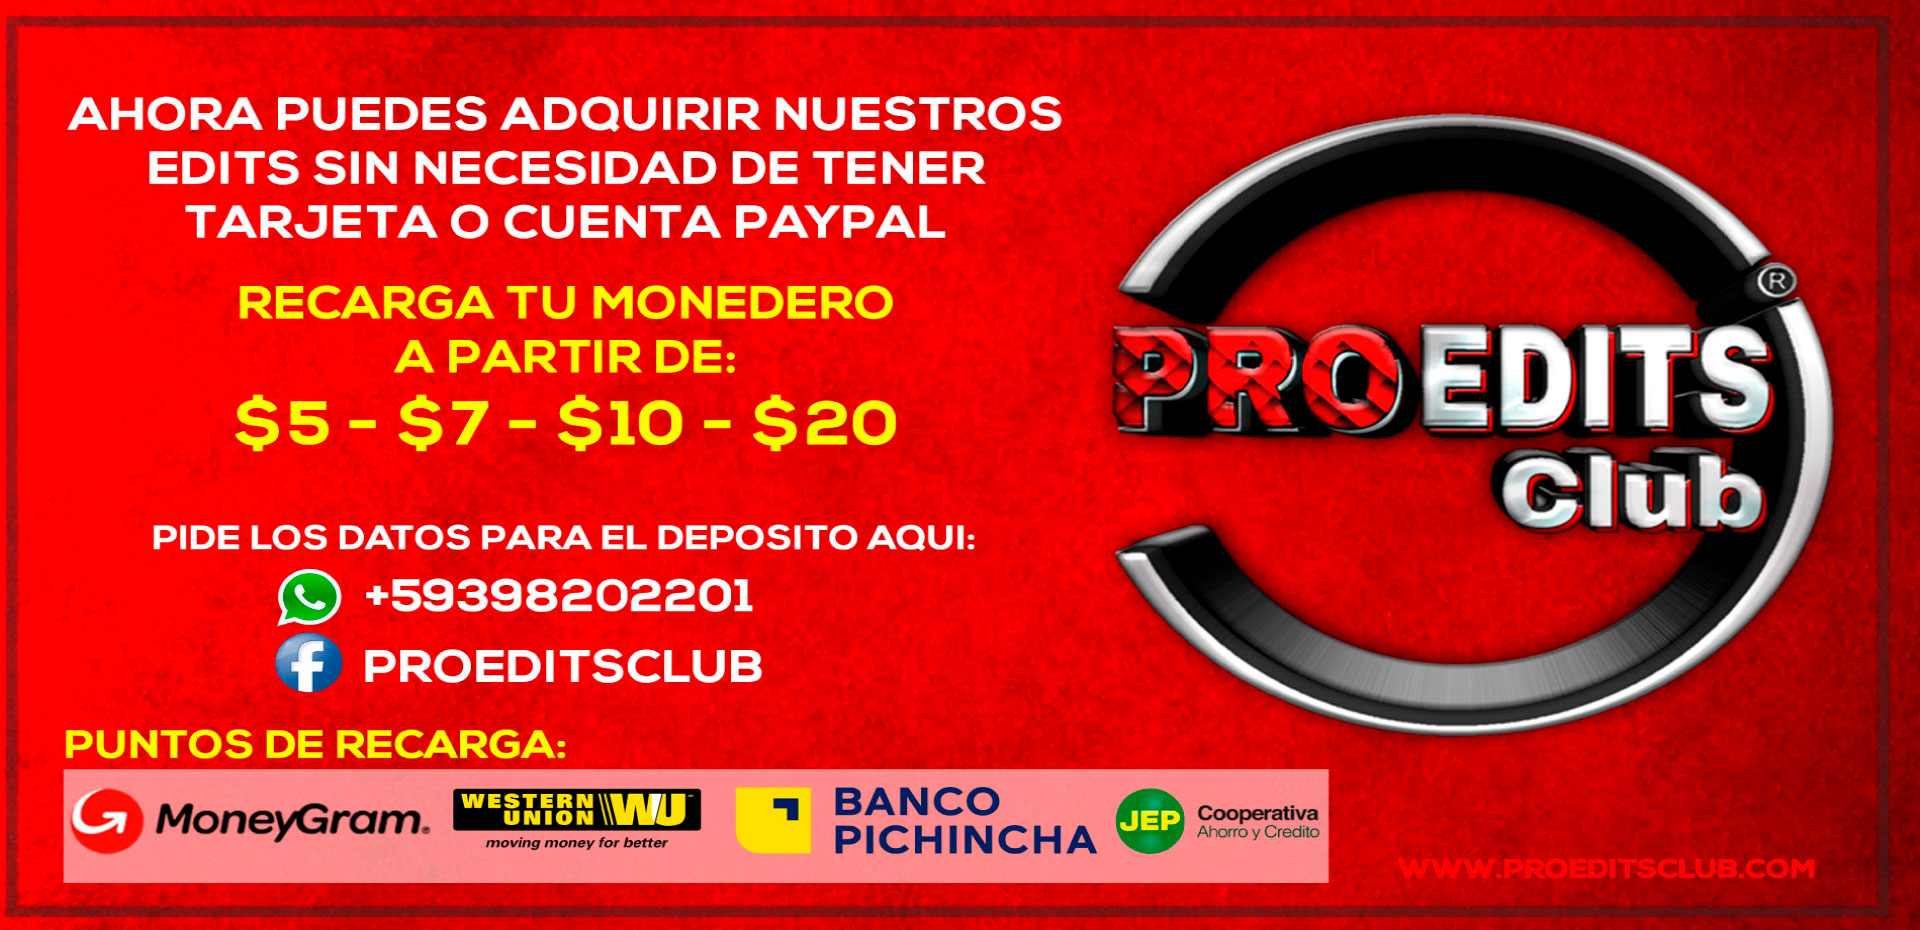 AHORA PUEDES ADQUIRIR NUESTROS
EDITS SIN NECESIDAD DE TENER
TARJETA O CUENTA PAYPAL
RECARGA TU MONEDERO
A PARTIR DE:
$5 - $7 - $10 - $20
PIDE LOS DATOS PARA EL DEPOSITO AQUI:
+59398202201
PROEDITSCLUB
®
PROEDITS
Club
PUNTOS DE RECARGA:
MoneyGram.
WESTERN
UNION WU
moving money for better
BANCO
PICHINCHA
JEP
Cooperativa
Ahorro y Credito
WWW.PROEDITSCLUB.COM